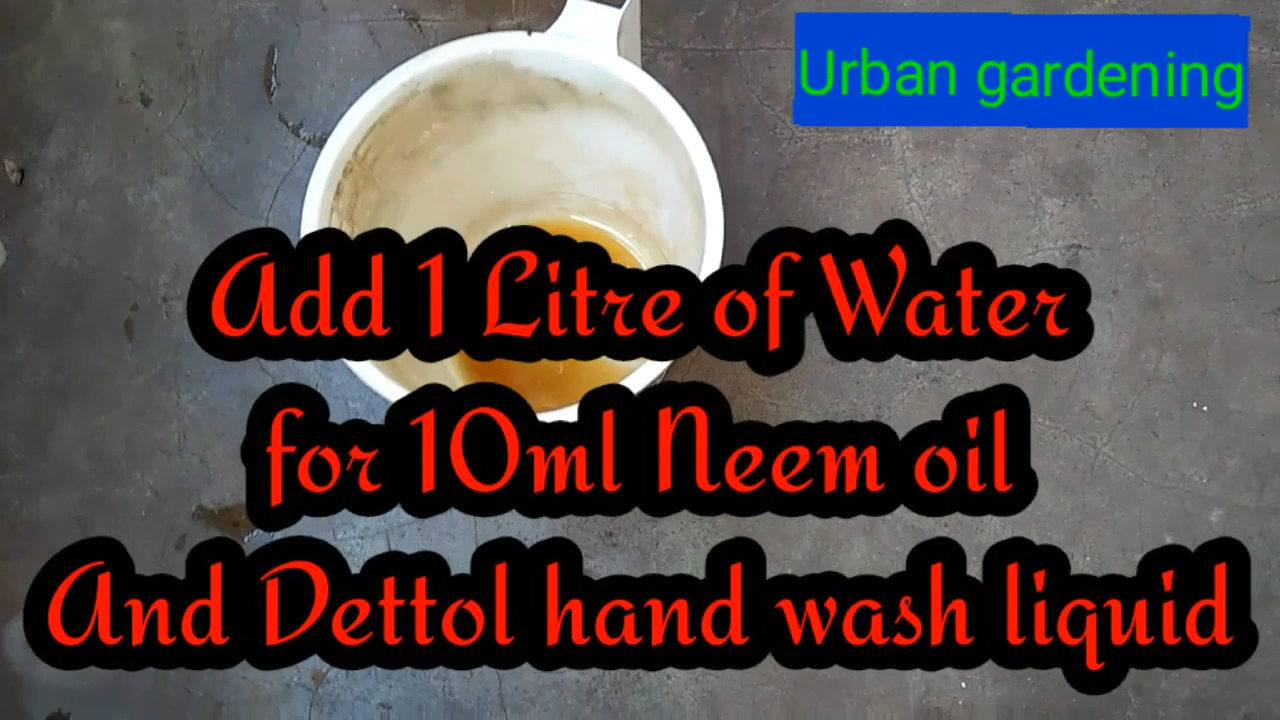 Urban gardening
Add 1 Litre of Water
for 10ml Neem oil
And Dettol hand wash liquid